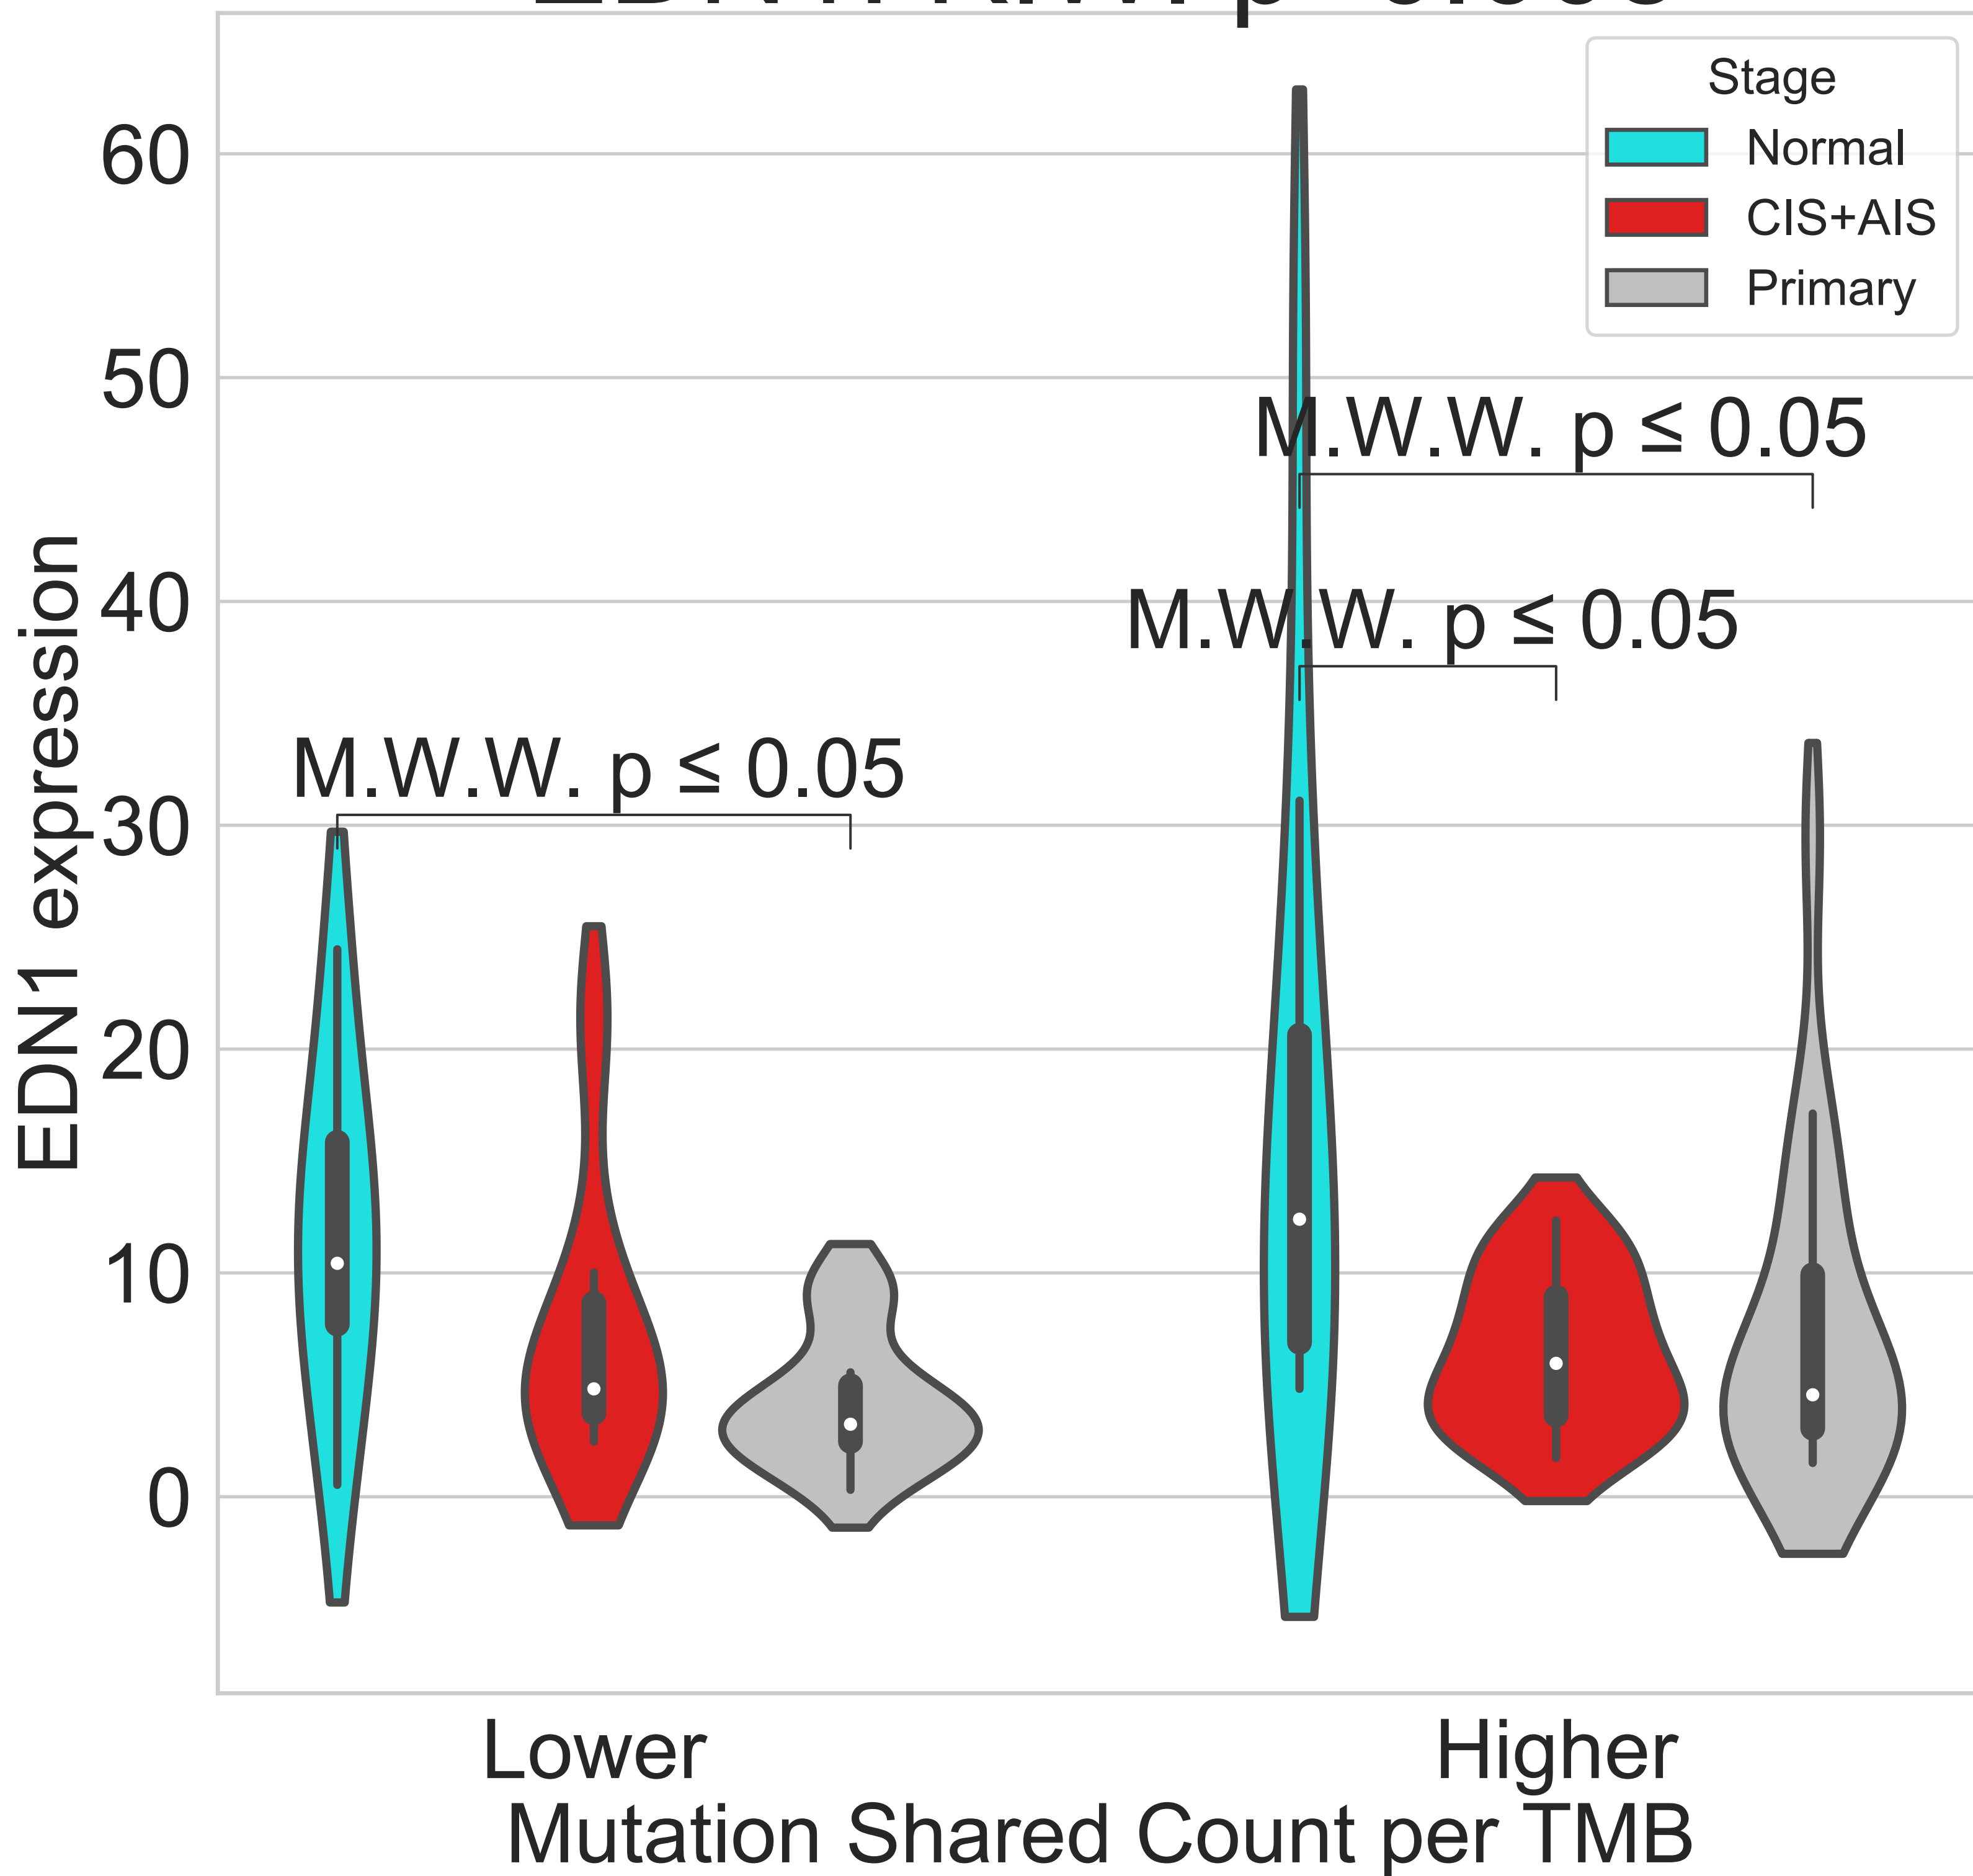 Stage
Normal
CIS+AIS
Primary
60
50
40
30
20
10
0
EDN1 expression
M.W.W. p ≤ 0.05
M.W.W. p ≤ 0.05
M.W.W. p ≤ 0.05
Lower
Higher
Mutation Shared Count per TMB